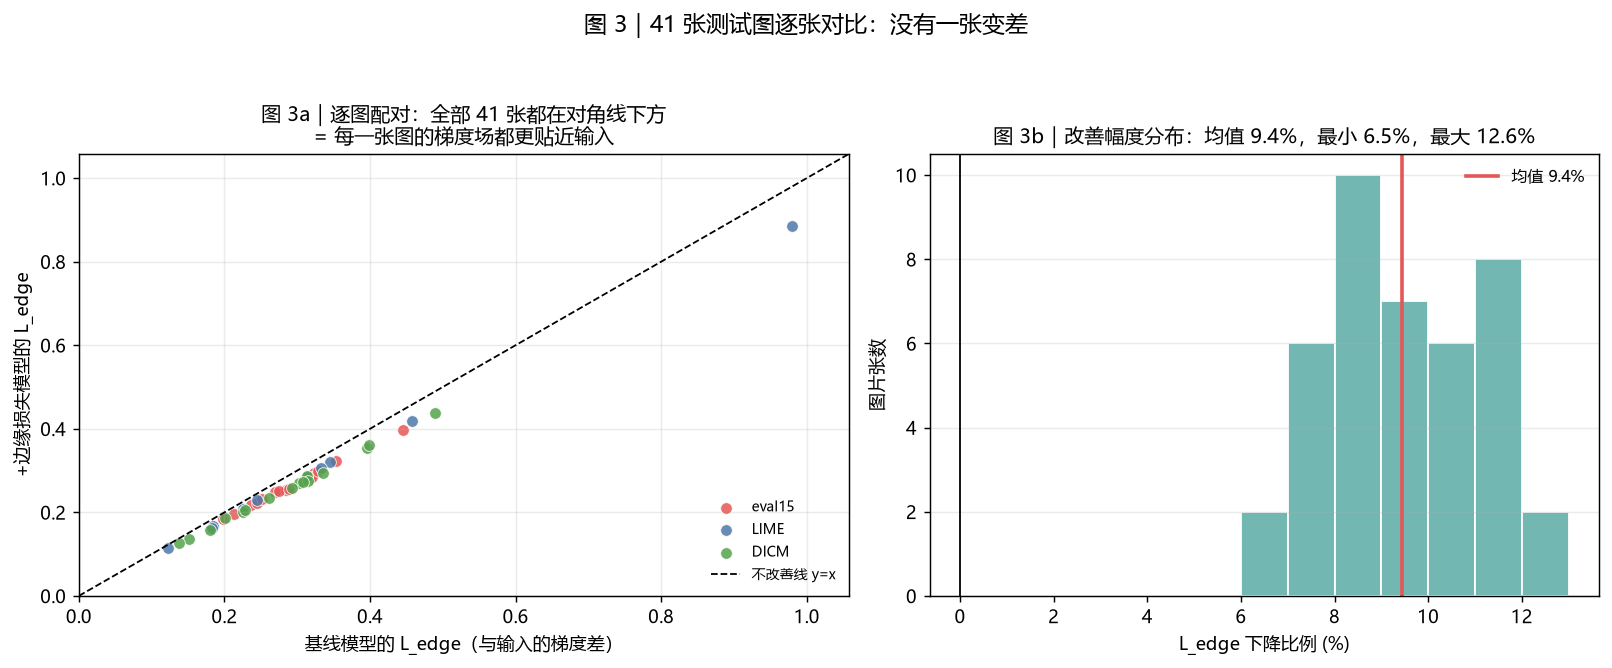 图 3 | 41 张测试图逐张对比：没有一张变差
图 3a | 逐图配对：全部 41 张都在对角线下方
= 每一张图的梯度场都更贴近输入
+边缘损失模型的 L_edge
1.0
0.8
0.6
0.4
0.2
0.0
0.0 0.2 0.4 0.6 0.8 1.0
基线模型的 L_edge（与输入的梯度差）
eval15
LIME
DICM
不改善线 y=x
图 3b | 改善幅度分布：均值 9.4%，最小 6.5%，最大 12.6%
图片张数
10
8
6
4
2
0
0 2 4 6 8 10 12
L_edge 下降比例 (%)
均值 9.4%